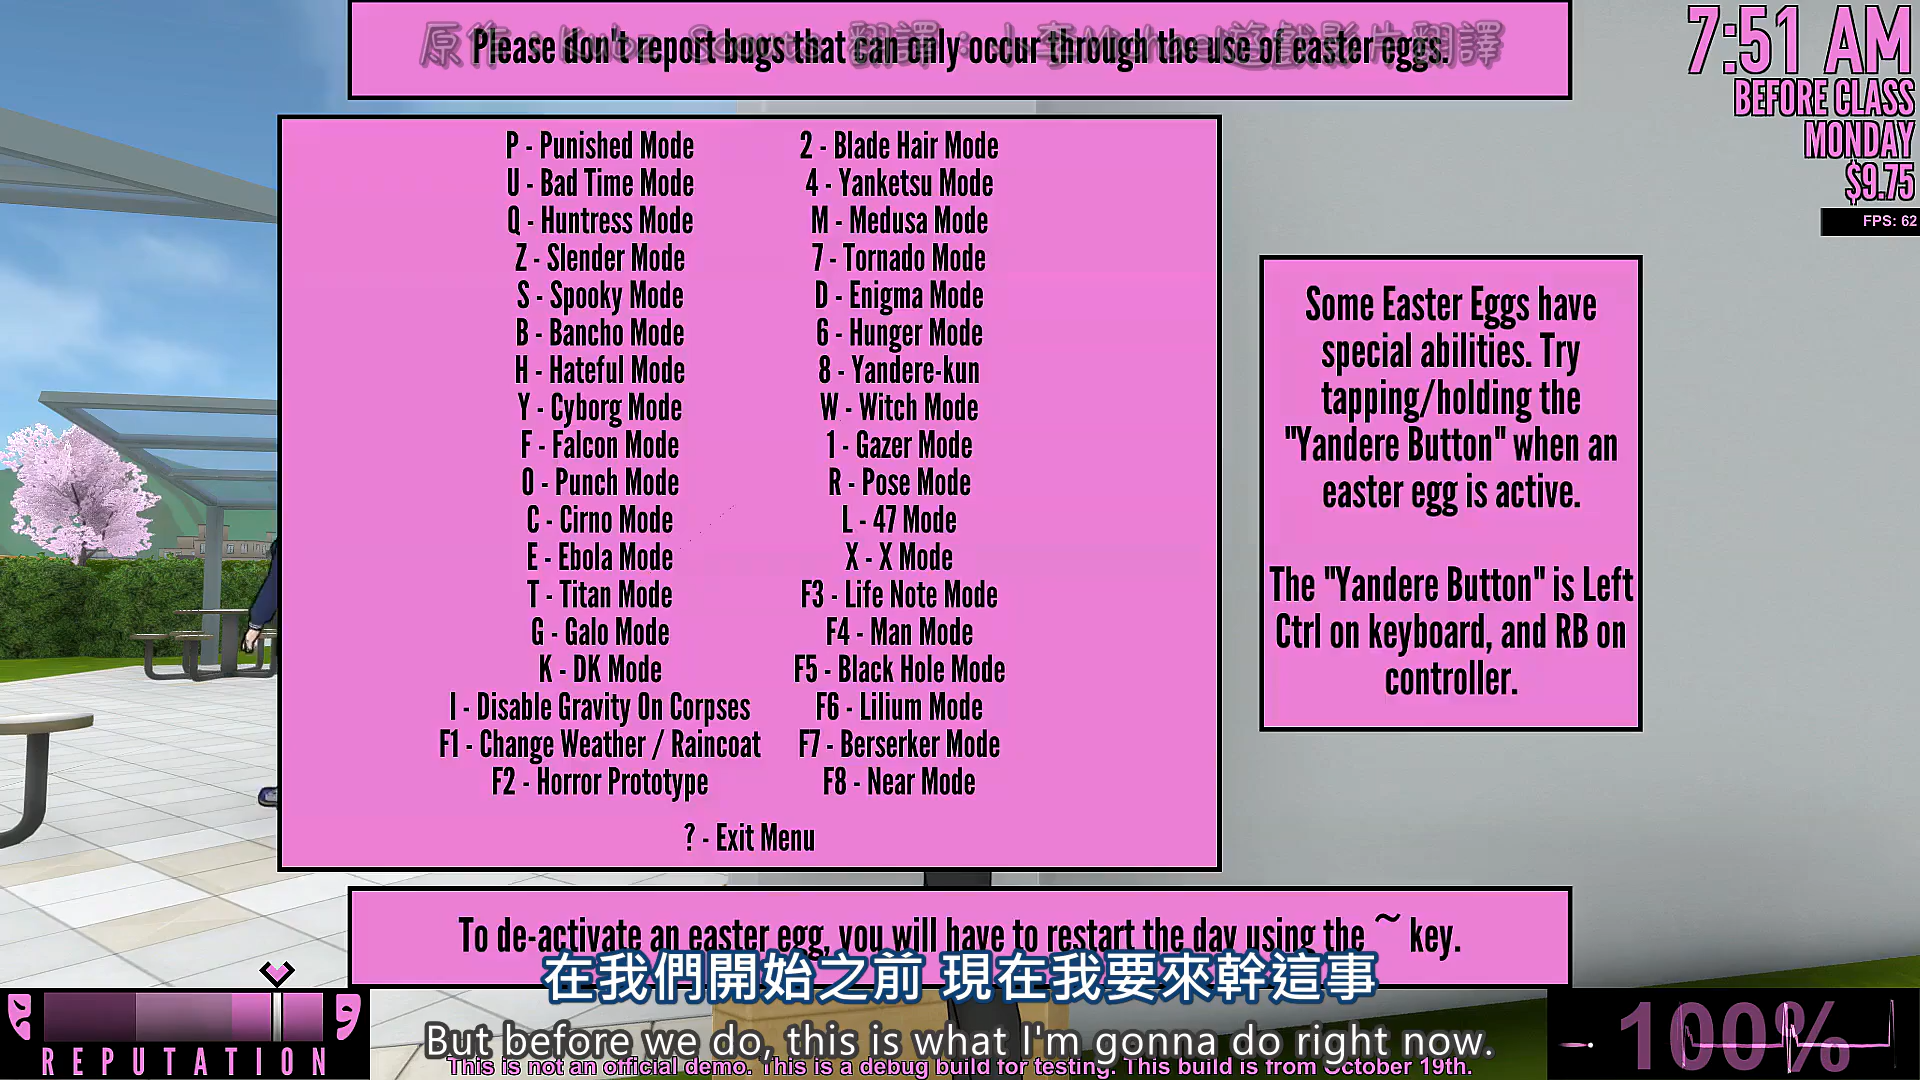 Please don't report bugs that can only occur through the use of easter eggs.
7:51 AM
BEFORE CLASS
MONDAY
$9.75
FPS: 62
P - Punished Mode
U - Bad Time Mode
Q - Huntress Mode
Z - Slender Mode
S - Spooky Mode
B - Bancho Mode
H - Hateful Mode
Y - Cyborg Mode
F - Falcon Mode
O - Punch Mode
C - Cirno Mode
E - Ebola Mode
T - Titan Mode
G - Galo Mode
K - DK Mode
I - Disable Gravity On Corpses
F1 - Change Weather / Raincoat
F2 - Horror Prototype
2 - Blade Hair Mode
4 - Yanketsu Mode
M - Medusa Mode
7 - Tornado Mode
D - Enigma Mode
6 - Hunger Mode
8 - Yandere-kun
W - Witch Mode
1 - Gazer Mode
R - Pose Mode
L - 47 Mode
X - X Mode
F3 - Life Note Mode
F4 - Man Mode
F5 - Black Hole Mode
F6 - Lilium Mode
F7 - Berserker Mode
F8 - Near Mode
? - Exit Menu
Some Easter Eggs have
special abilities. Try
tapping/holding the
"Yandere Button" when an
easter egg is active.
The "Yandere Button" is Left
Ctrl on keyboard, and RB on
controller.
To de-activate an easter egg, you will have to restart the day using the ~ key.
在我們開始之前 現在我要來幹這事
But before we do, this is what I'm gonna do right now.
This is not an official demo. This is a debug build for testing. This build is from October 19th.
REPUTATION
100%